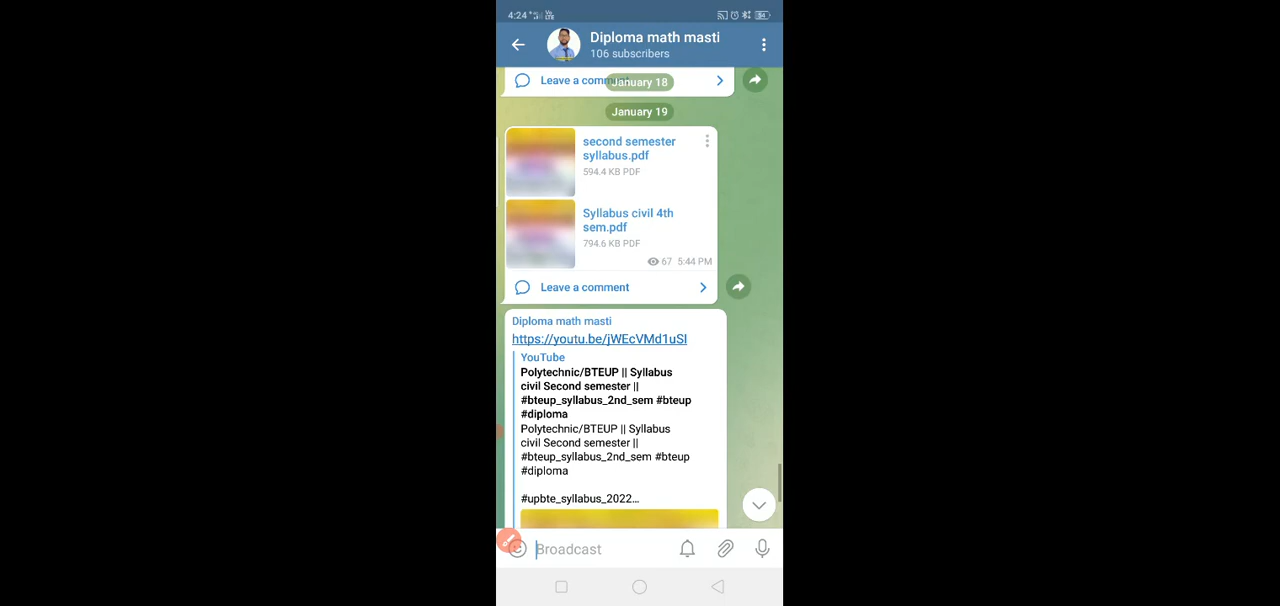 4:24
54
Diploma math masti
106 subscribers
Leave a comment
January 18
January 19
second semester
syllabus.pdf
594.4 KB PDF
Syllabus civil 4th
sem.pdf
794.6 KB PDF
67 5:44 PM
Leave a comment
Diploma math masti
https://youtu.be/jWEcVMd1uSI
YouTube
Polytechnic/BTEUP || Syllabus
civil Second semester ||
#bteup_syllabus_2nd_sem #bteup
#diploma
Polytechnic/BTEUP || Syllabus
civil Second semester ||
#bteup_syllabus_2nd_sem #bteup
#diploma
#upbte_syllabus_2022...
Broadcast